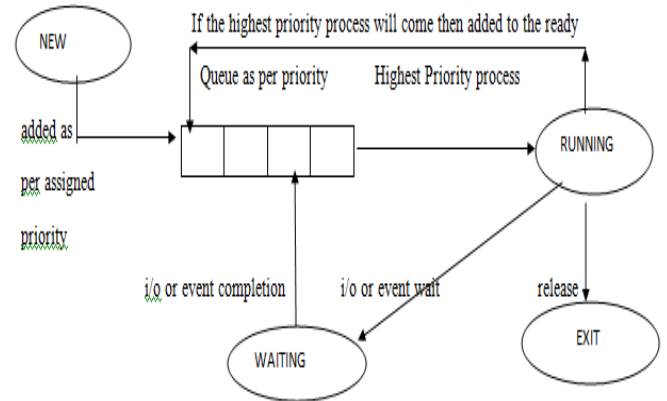 If the highest priority process will come then added to the ready
NEW
Queue as per priority
Highest Priority process
added as
per assigned
priority
RUNNING
i/o or event completion
i/o or event wait
release
WAITING
EXIT